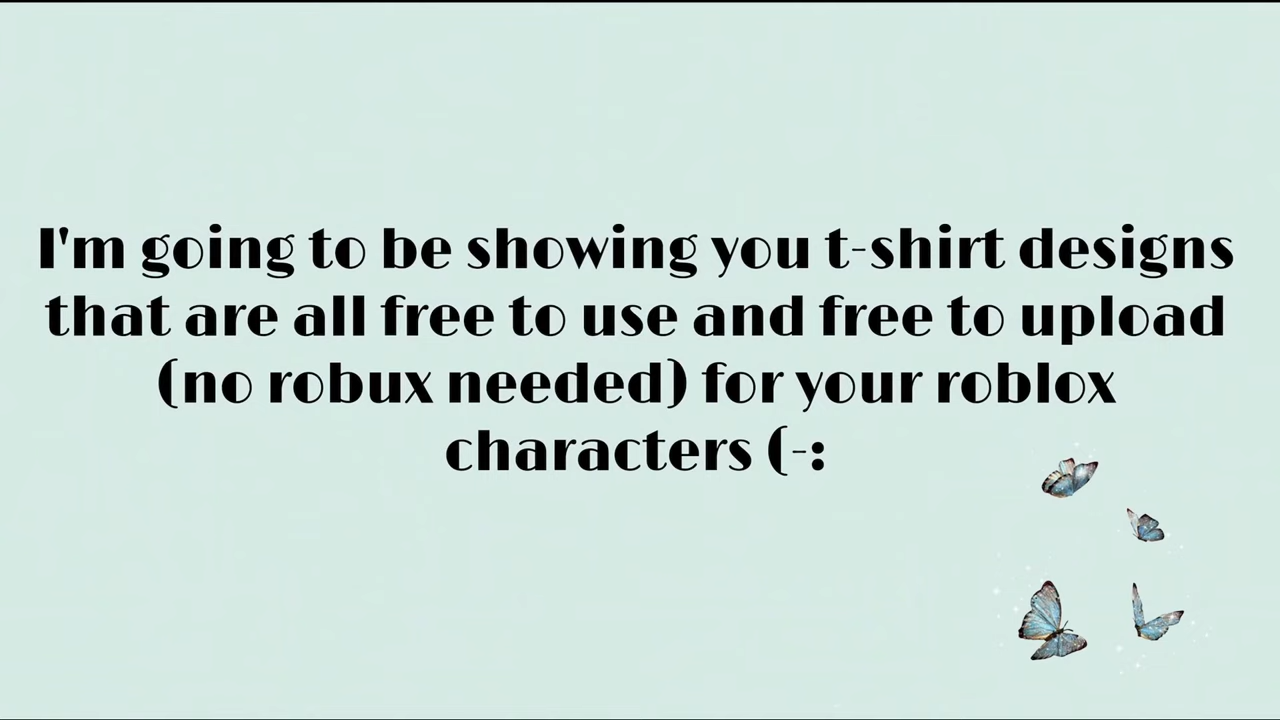 I'm going to be showing you t-shirt designs
that are all free to use and free to upload
(no robux needed) for your roblox
characters (-: